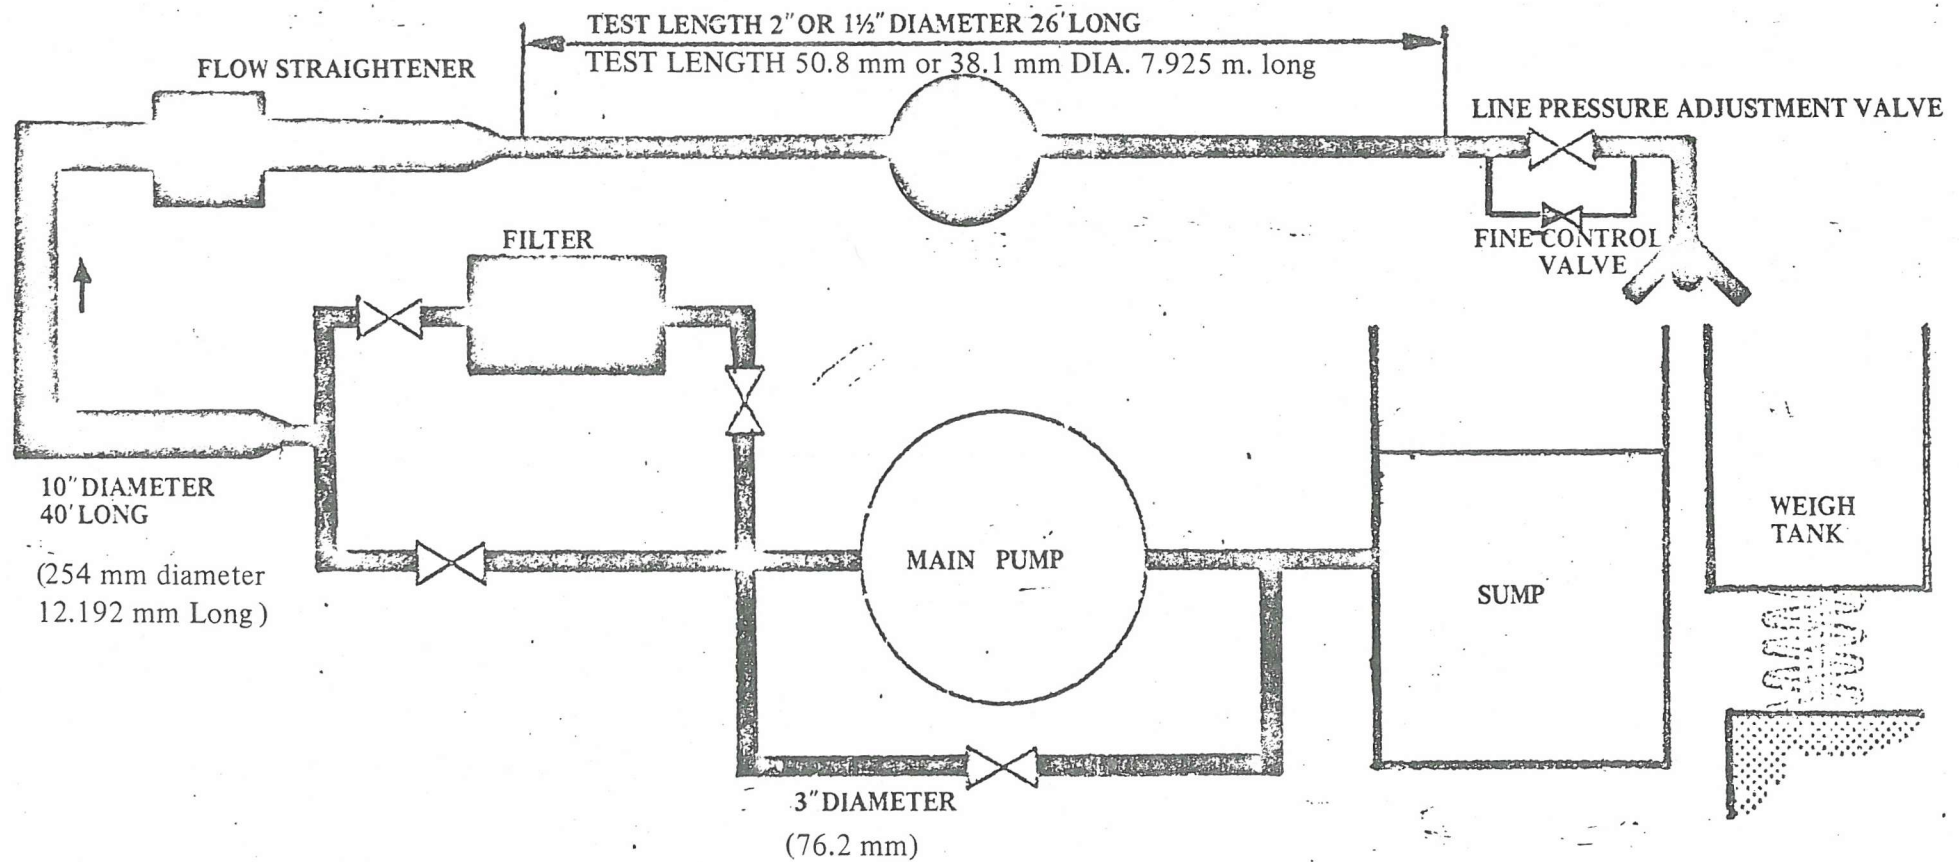 TEST LENGTH 2" OR 1½" DIAMETER 26' LONG
TEST LENGTH 50.8 mm or 38.1 mm DIA. 7.925 m. long
FLOW STRAIGHTENER
LINE PRESSURE ADJUSTMENT VALVE
FINE CONTROL
VALVE
FILTER
10" DIAMETER
40' LONG
(254 mm diameter
12.192 mm Long)
MAIN PUMP
SUMP
WEIGH
TANK
3" DIAMETER
(76.2 mm)